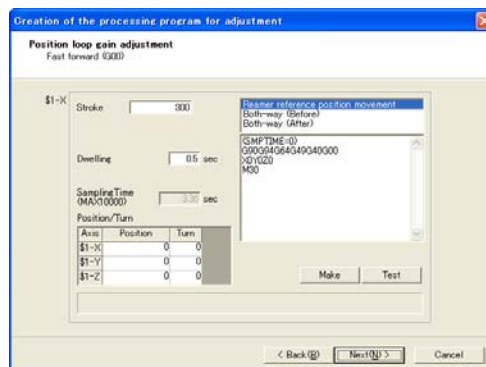 Creation of the processing program for adjustment
Position loop gain adjustment
Fast forward (G00)
$1-X
Stroke 300
Dwelling 0.5 sec
Sampling Time
(MAX10000) sec
Position/Turn
Axis Position Turn
$1-X 0 0
$1-Y 0 0
$1-Z 0 0
Reamer reference position movement
Both-way (Before)
Both-way (After)
(SMPTIME=0)
G90G94G64G49G40G00
X0Y0Z0
M30
Make Test
< Back(B) Next(N) > Cancel